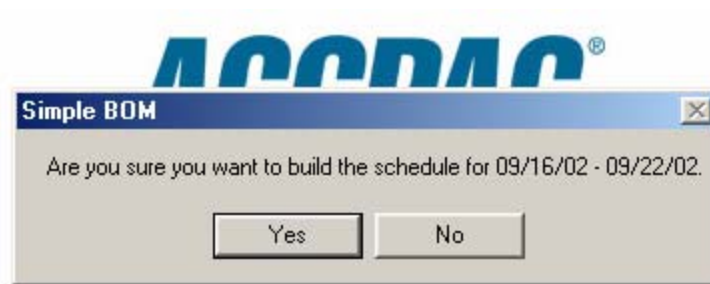 ACCPAC®
Simple BOM
Are you sure you want to build the schedule for 09/16/02 - 09/22/02.
Yes
No